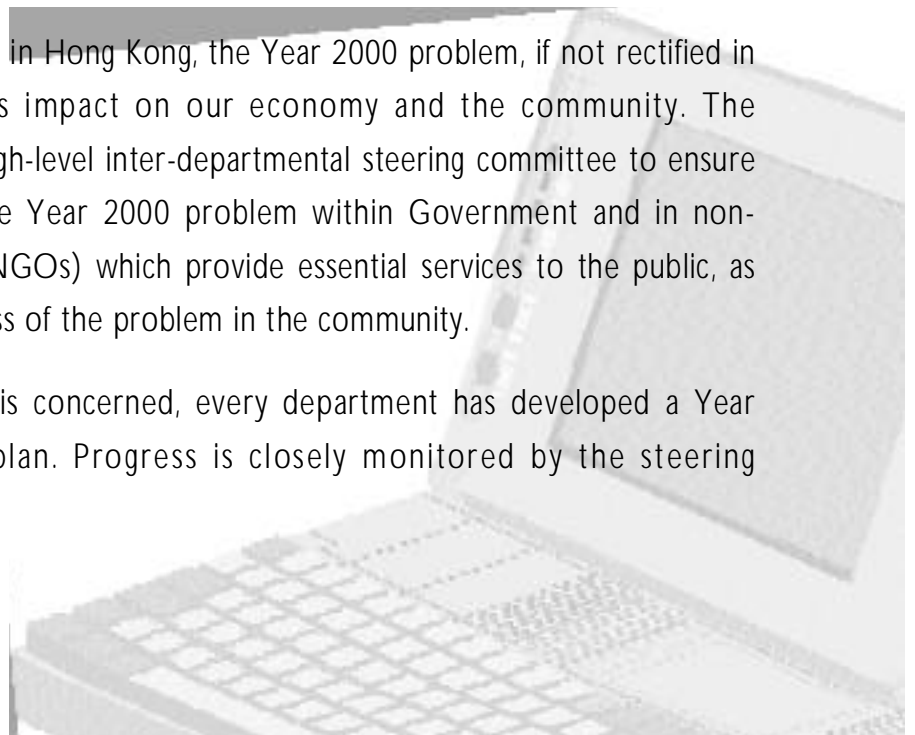 in Hong Kong, the Year 2000 problem, if not rectified in
s impact on our economy and the community. The
gh-level inter-departmental steering committee to ensure
e Year 2000 problem within Government and in non-
NGOs) which provide essential services to the public, as
ss of the problem in the community.
is concerned, every department has developed a Year
plan. Progress is closely monitored by the steering